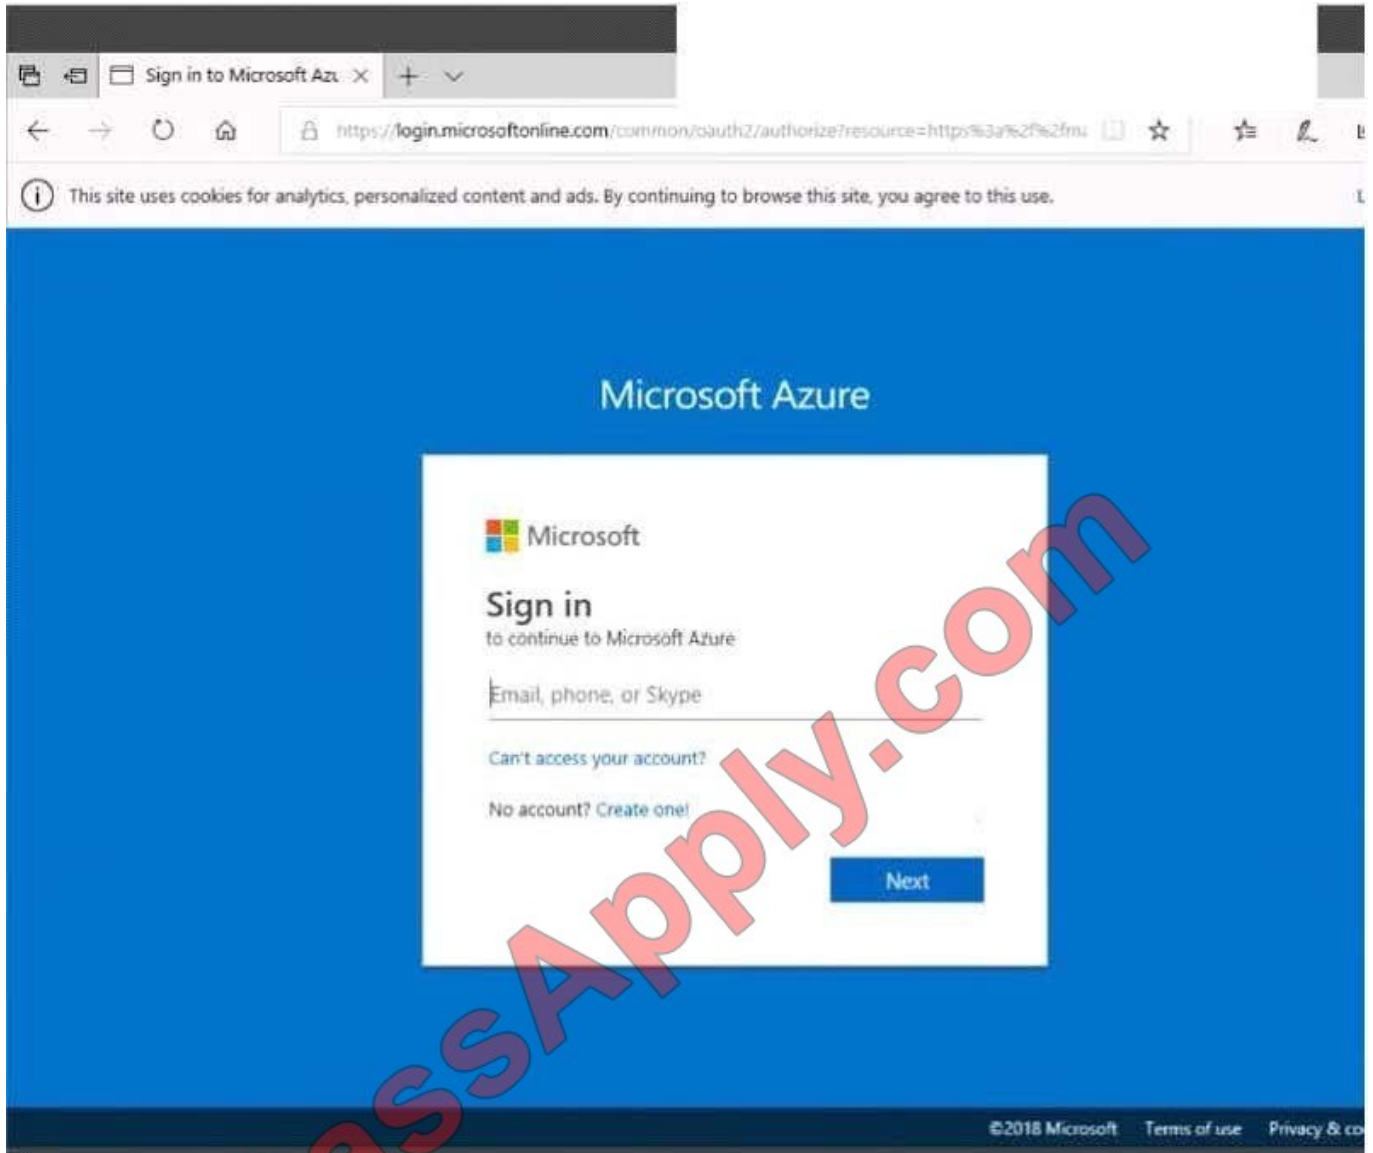 Sign in to Microsoft Azu
https://login.microsoftonline.com/common/oauth2/authorize?resource=https%3a%2f%2fma
This site uses cookies for analytics, personalized content and ads. By continuing to browse this site, you agree to this use.
L
Microsoft Azure
Microsoft
Sign in
to continue to Microsoft Azure
Email, phone, or Skype
Can't access your account?
No account? Create one!
Next
assApply.com
©2018 Microsoft Terms of use Privacy & co